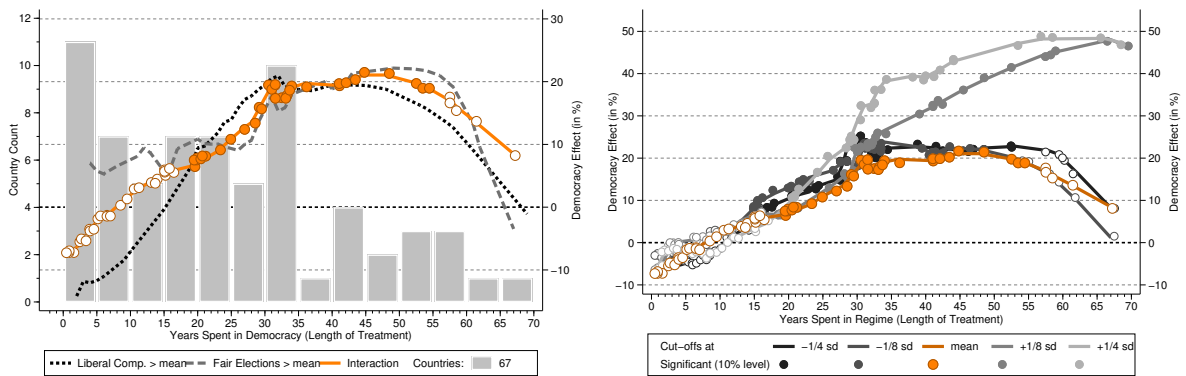 12
10
8
6
4
2
0
Country Count
30
20
10
0
−10
Democracy Effect (in %)
0 5 10 15 20 25 30 35 40 45 50 55 60 65 70
Years Spent in Democracy (Length of Treatment)
Liberal Comp. > mean Fair Elections > mean Interaction Countries: 67
50
40
30
20
10
0
−10
Democracy Effect (in %)
50
40
30
20
10
0
−10
Democracy Effect (in %)
0 5 10 15 20 25 30 35 40 45 50 55 60 65 70
Years Spent in Regime (Length of Treatment)
Cut−offs at −1/4 sd −1/8 sd mean +1/8 sd +1/4 sd
Significant (10% level)